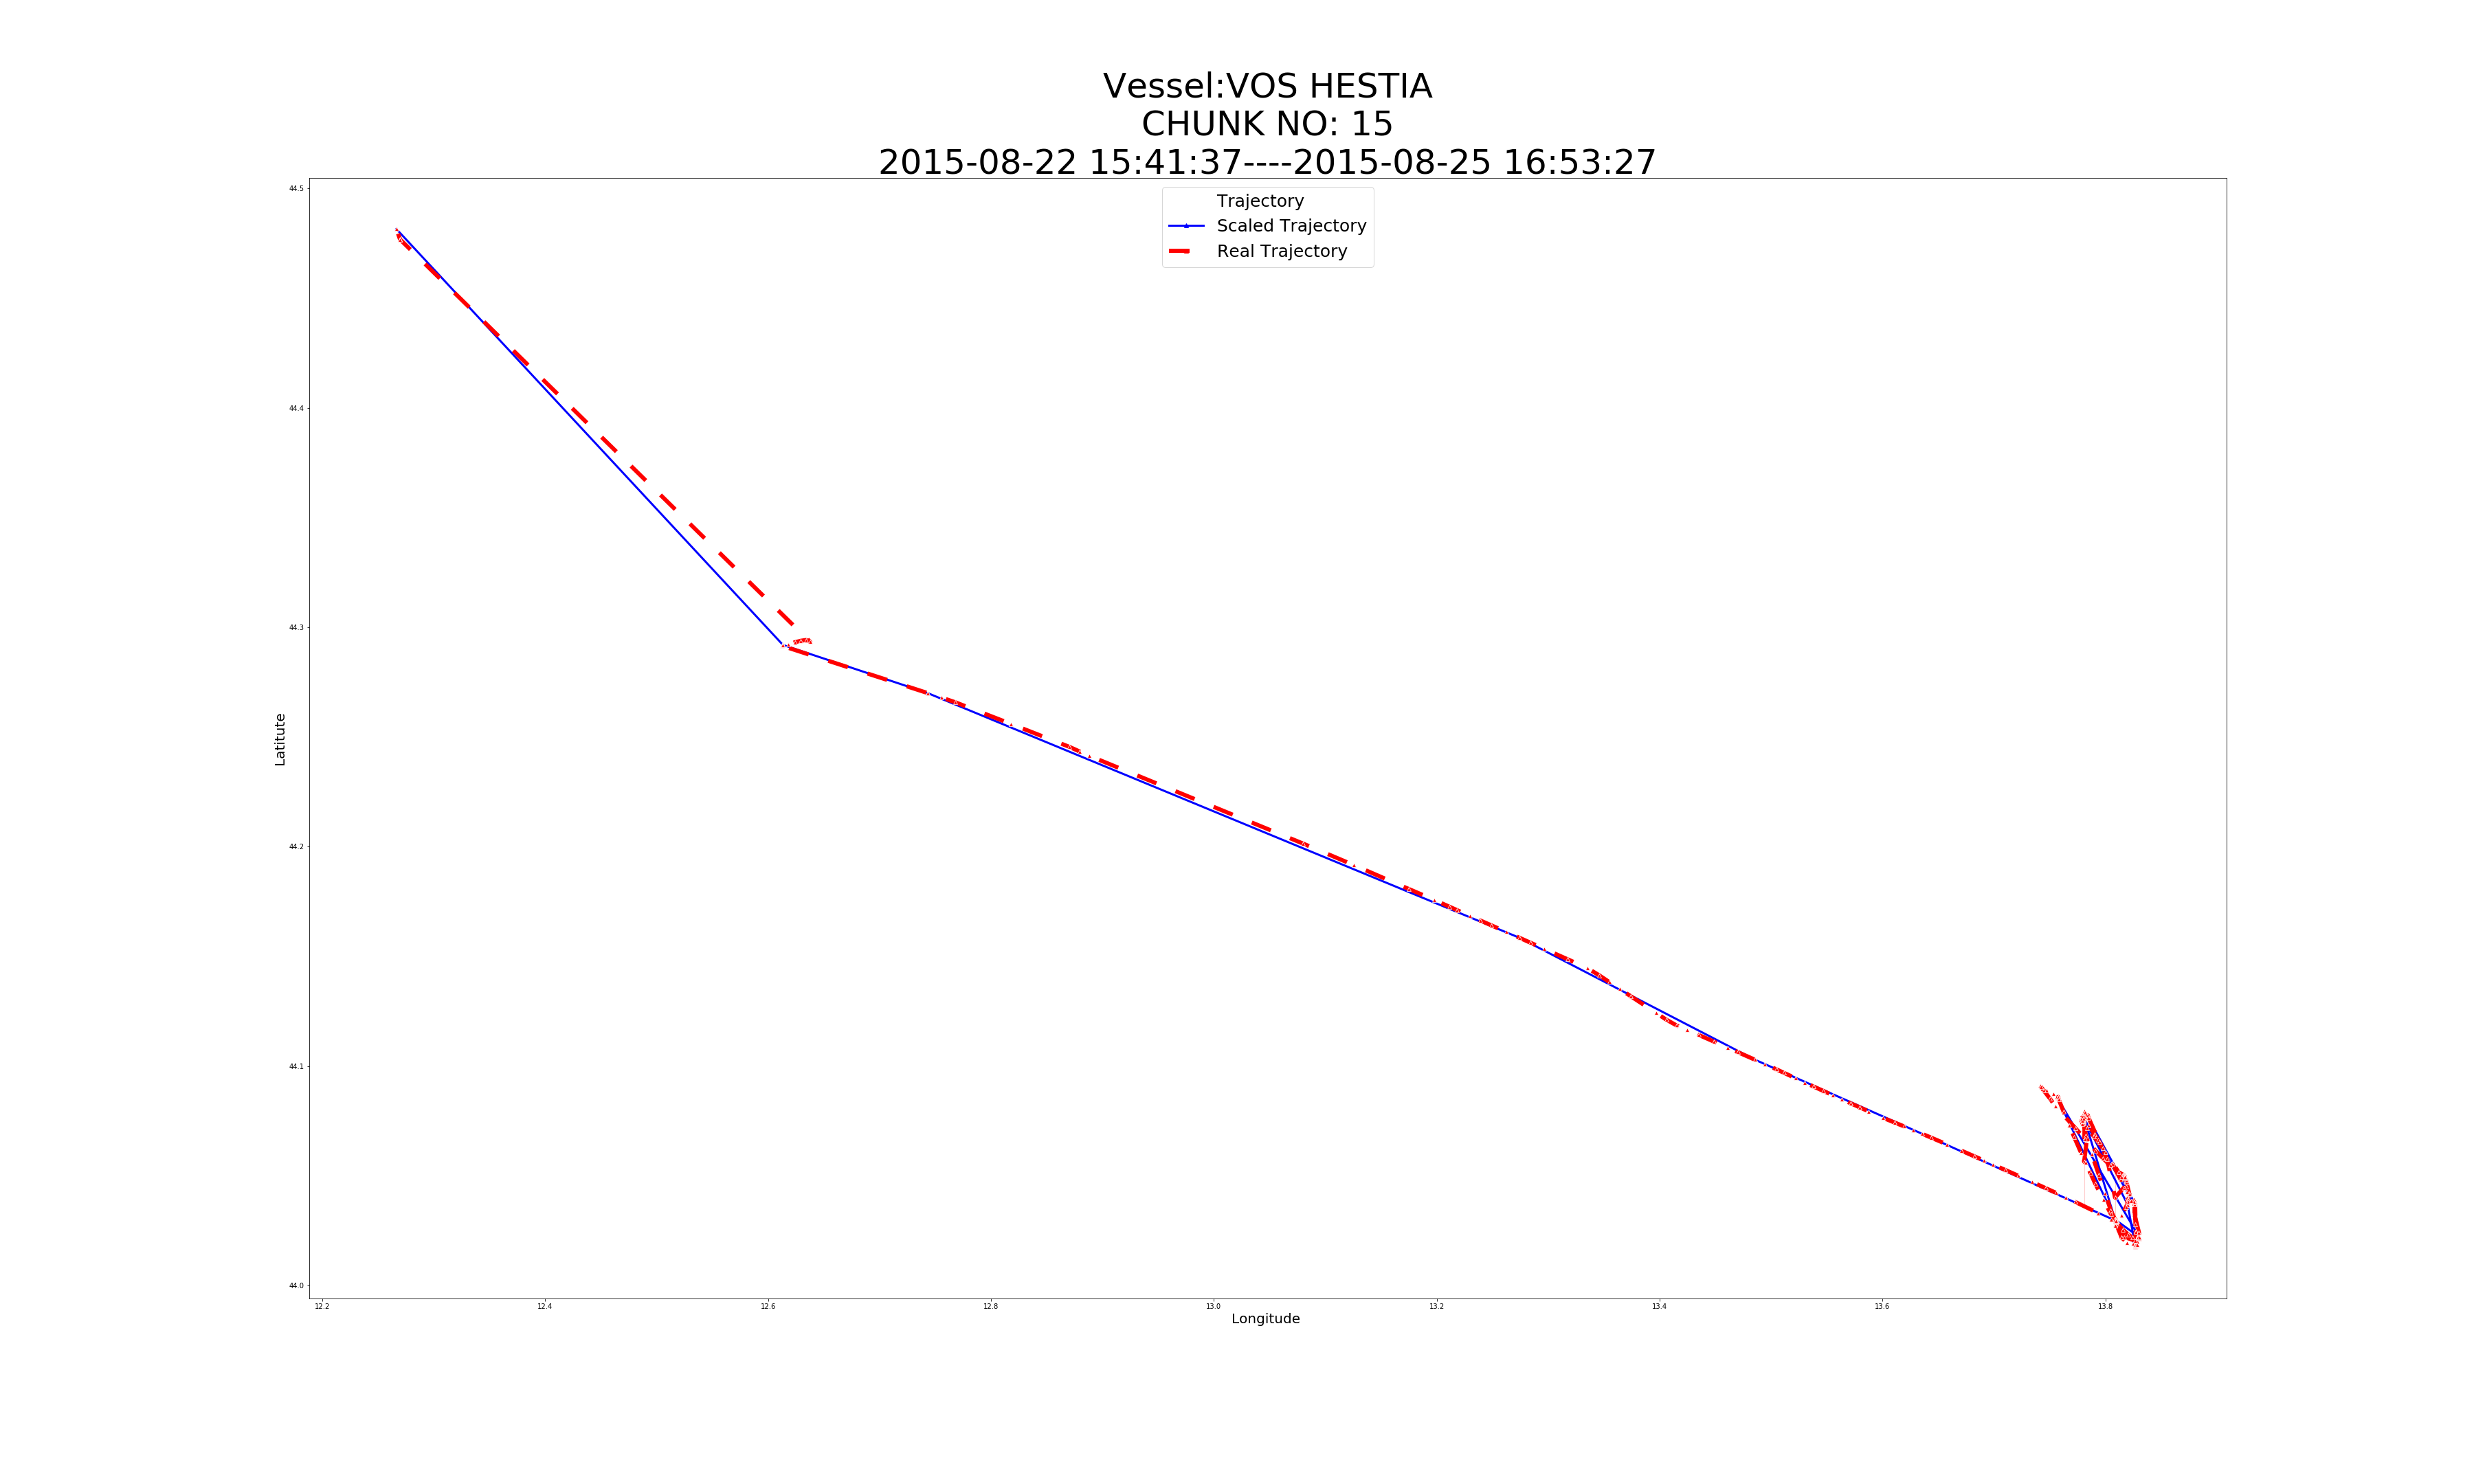 Vessel:VOS HESTIA
CHUNK NO: 15
2015-08-22 15:41:37----2015-08-25 16:53:27
Trajectory
Scaled Trajectory
Real Trajectory
44.5
44.4
44.3
44.2
44.1
44.0
Latitute
12.2 12.4 12.6 12.8 13.0 13.2 13.4 13.6 13.8
Longitude